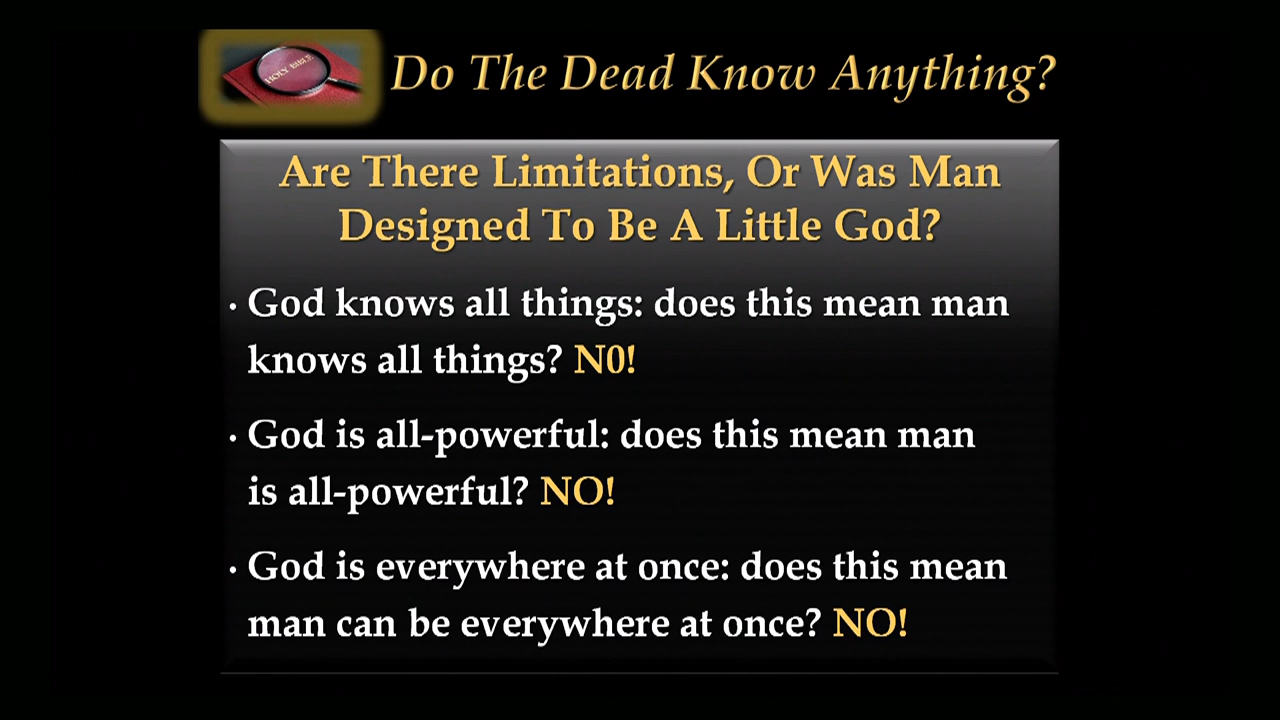 HOLY BIBLE
Do The Dead Know Anything?
Are There Limitations, Or Was Man
Designed To Be A Little God?
· God knows all things: does this mean man
knows all things? N0!
· God is all-powerful: does this mean man
is all-powerful? NO!
· God is everywhere at once: does this mean
man can be everywhere at once? NO!